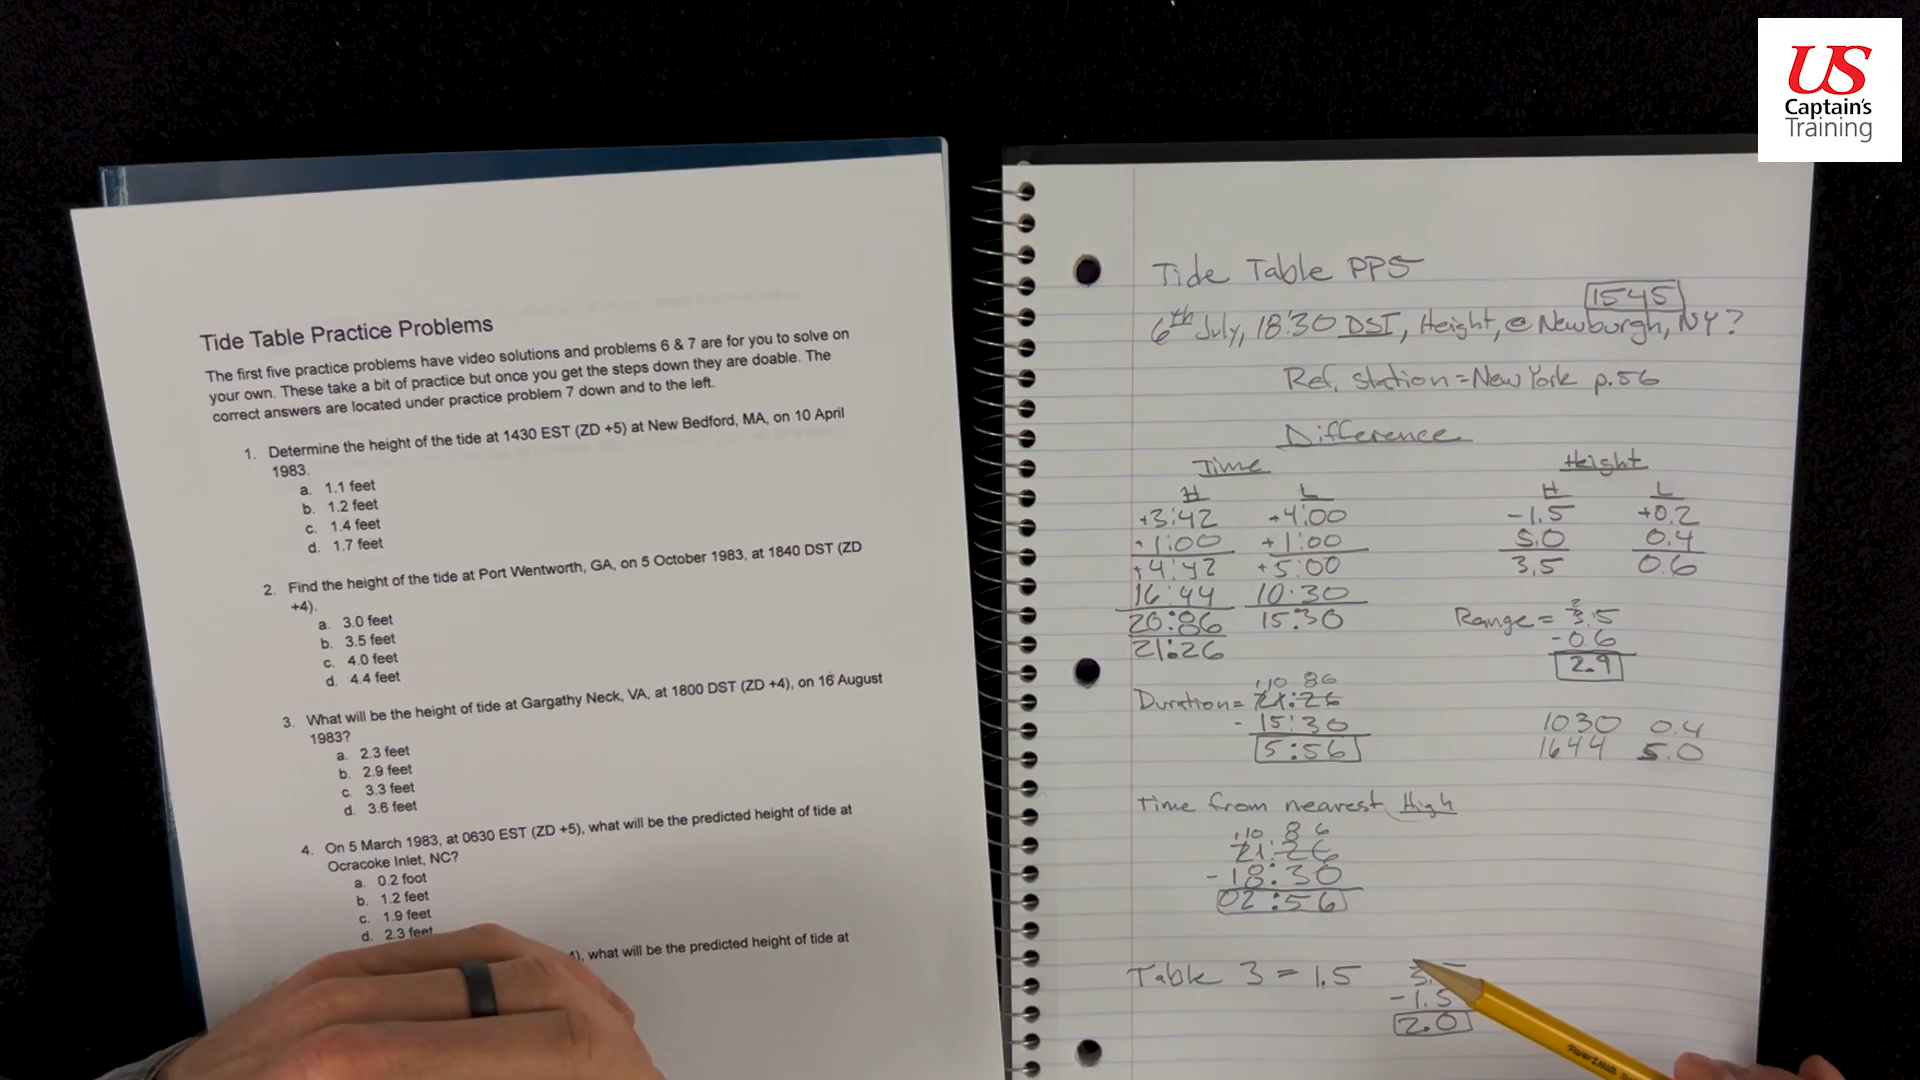 US
Captain's
Training
Tide Table Practice Problems
The first five practice problems have video solutions and problems 6 & 7 are for you to solve on
your own. These take a bit of practice but once you get the steps down they are doable. The
correct answers are located under practice problem 7 down and to the left.
1. Determine the height of the tide at 1430 EST (ZD +5) at New Bedford, MA, on 10 April
1983.
a. 1.1 feet
b. 1.2 feet
c. 1.4 feet
d. 1.7 feet
2. Find the height of the tide at Port Wentworth, GA, on 5 October 1983, at 1840 DST (ZD
+4).
a. 3.0 feet
b. 3.5 feet
c. 4.0 feet
d. 4.4 feet
3. What will be the height of tide at Gargathy Neck, VA, at 1800 DST (ZD +4), on 16 August
1983?
a. 2.3 feet
b. 2.9 feet
c. 3.3 feet
d. 3.6 feet
4. On 5 March 1983, at 0630 EST (ZD +5), what will be the predicted height of tide at
Ocracoke Inlet, NC?
a. 0.2 foot
b. 1.2 feet
c. 1.9 feet
d. 2.3 feet
), what will be the predicted height of tide at
Tide Table PP5
1545
6th July, 18:30 DST, Height, @ Newburgh, NY?
Ref. Station = New York p.56
Difference
Time Height
H L H L
+3:42 +4:00 -1.5 +0.2
+1:00 +1:00 5.0 0.4
+4:42 +5:00 3.5 0.6
16:44 10:30
20:86 15:30 Range = 3.5
21:26 -0.6
2.9
10 86
Duration = 21:26
- 15:30 1030 0.4
5:56 1644 5.0
Time from nearest High
10 86
21:26
- 18:30
02:56
Table 3 = 1.5 3.
- 1.5
2.0